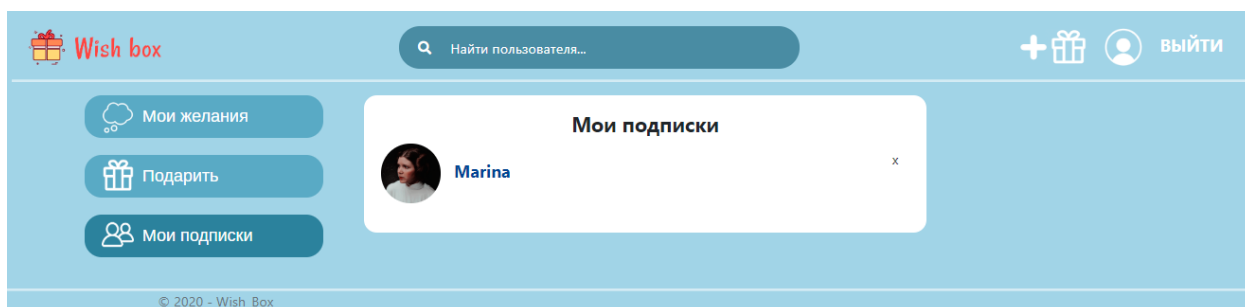 Wish box
Найти пользователя...
ВЫЙТИ
Мои желания
Подарить
Мои подписки
Мои подписки
Marina
x
© 2020 - Wish Box